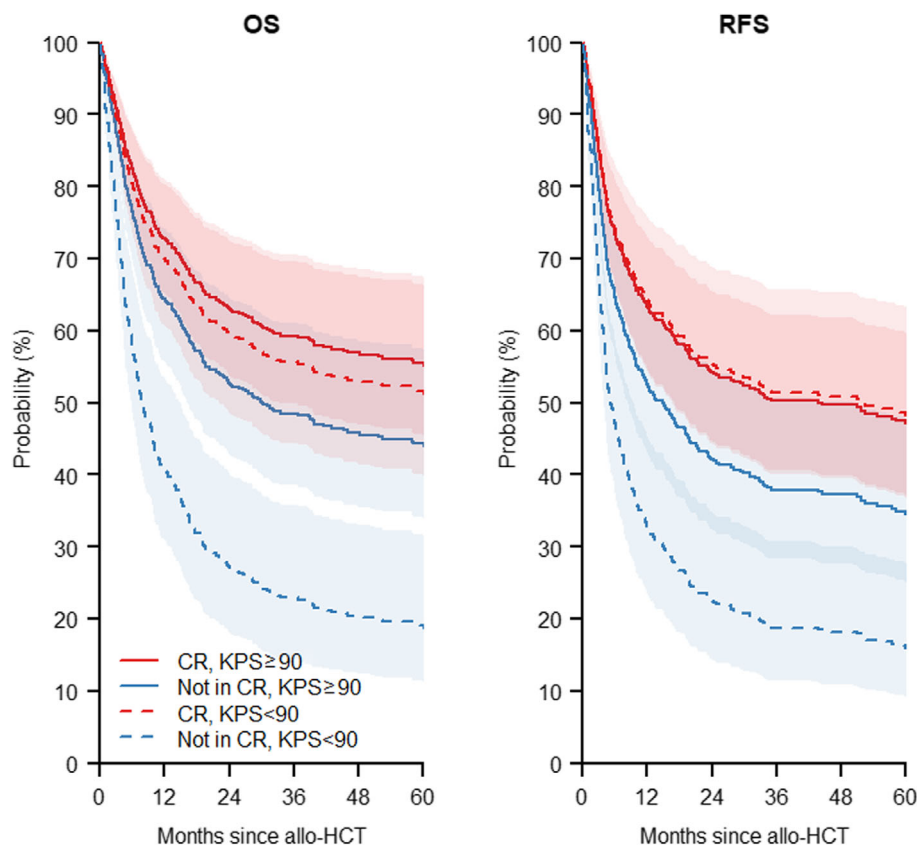 OS
RFS
Probability (%)
100
90
80
70
60
50
40
30
20
10
0
CR, KPS≥90
Not in CR, KPS≥90
CR, KPS<90
Not in CR, KPS<90
0 12 24 36 48 60
Months since allo-HCT
Probability (%)
100
90
80
70
60
50
40
30
20
10
0
0 12 24 36 48 60
Months since allo-HCT